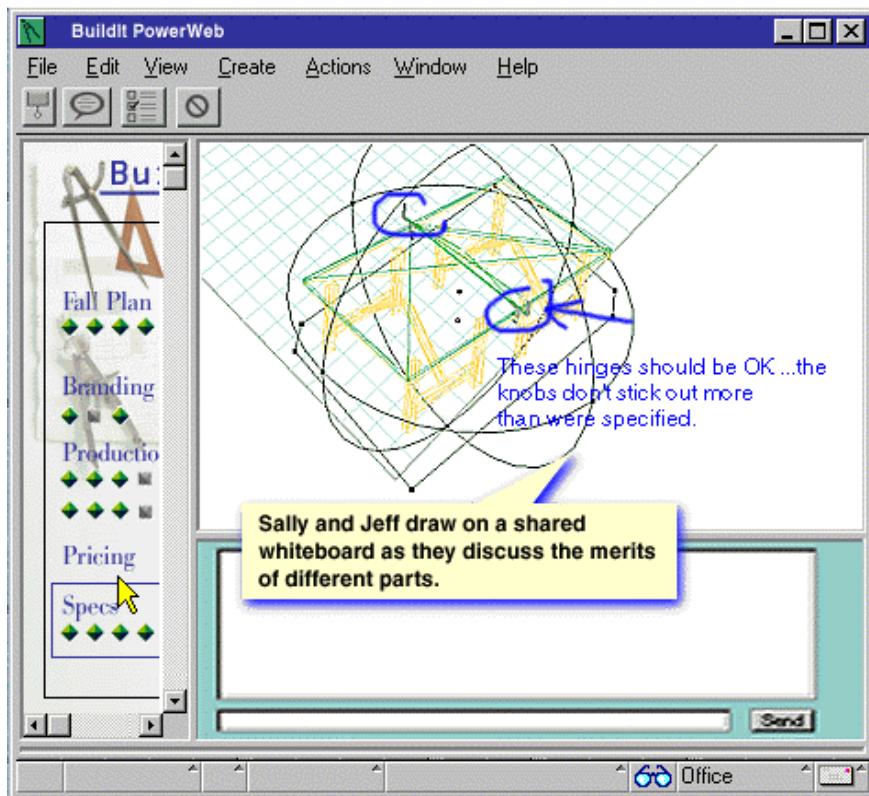 BuildIt PowerWeb
File Edit View Create Actions Window Help
Bu
Fall Plan
Branding
Productio
Pricing
Specs
These hinges should be OK ...the
knobs don't stick out more
than were specified.
Sally and Jeff draw on a shared
whiteboard as they discuss the merits
of different parts.
Send
Office